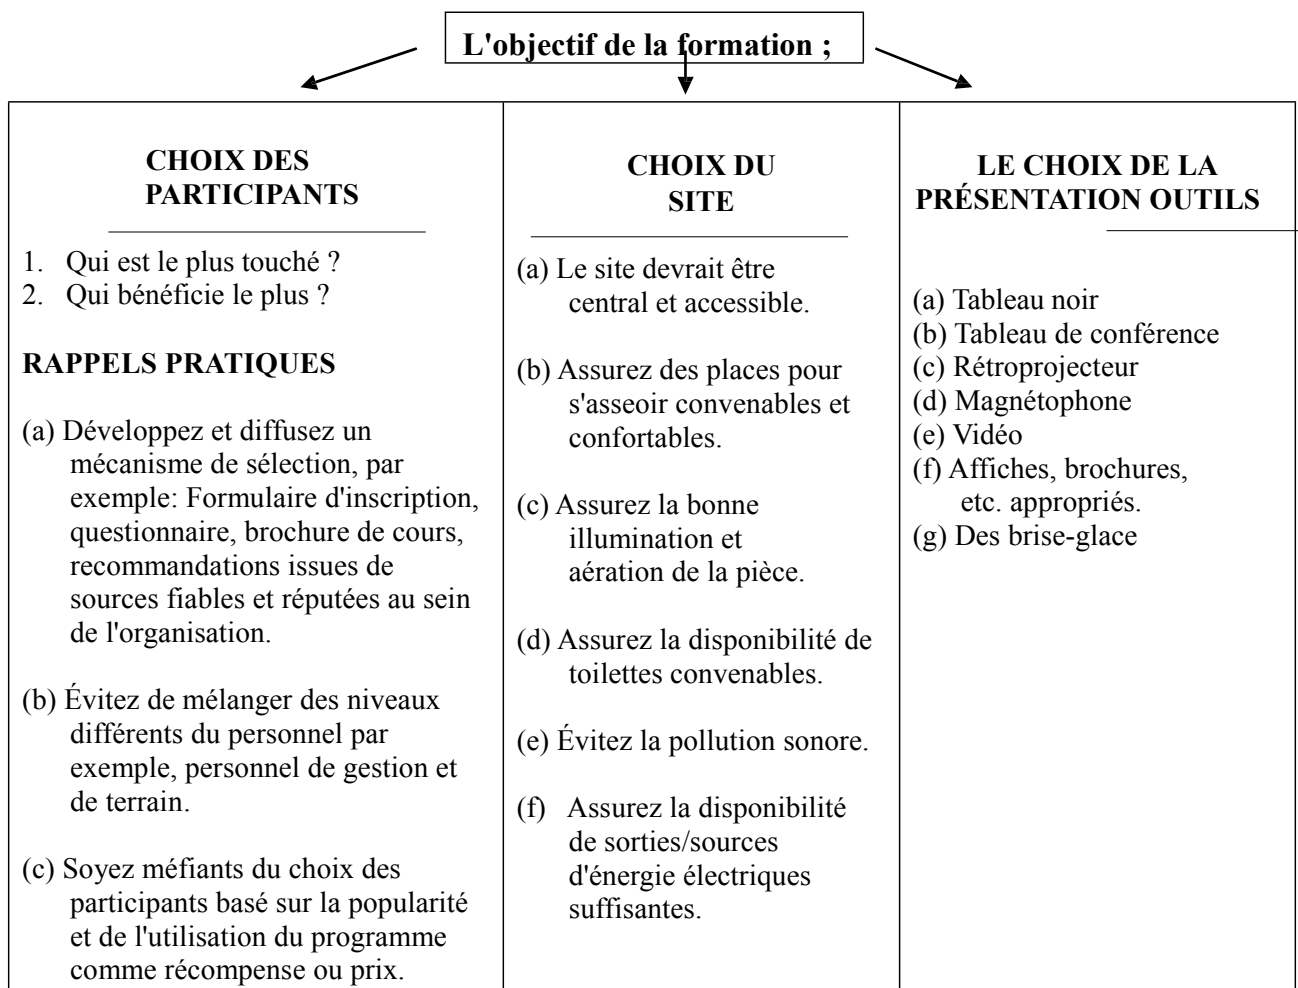 L'objectif de la formation ;
CHOIX DES
PARTICIPANTS
1. Qui est le plus touché ?
2. Qui bénéficie le plus ?
RAPPELS PRATIQUES
(a) Développez et diffusez un
mécanisme de sélection, par
exemple: Formulaire d'inscription,
questionnaire, brochure de cours,
recommandations issues de
sources fiables et réputées au sein
de l'organisation.
(b) Évitez de mélanger des niveaux
différents du personnel par
exemple, personnel de gestion et
de terrain.
(c) Soyez méfiants du choix des
participants basé sur la popularité
et de l'utilisation du programme
comme récompense ou prix.
CHOIX DU
SITE
(a) Le site devrait être
central et accessible.
(b) Assurez des places pour
s'asseoir convenables et
confortables.
(c) Assurez la bonne
illumination et
aération de la pièce.
(d) Assurez la disponibilité de
toilettes convenables.
(e) Évitez la pollution sonore.
(f) Assurez la disponibilité
de sorties/sources
d'énergie électriques
suffisantes.
LE CHOIX DE LA
PRÉSENTATION OUTILS
(a) Tableau noir
(b) Tableau de conférence
(c) Rétroprojecteur
(d) Magnétophone
(e) Vidéo
(f) Affiches, brochures,
etc. appropriés.
(g) Des brise-glace